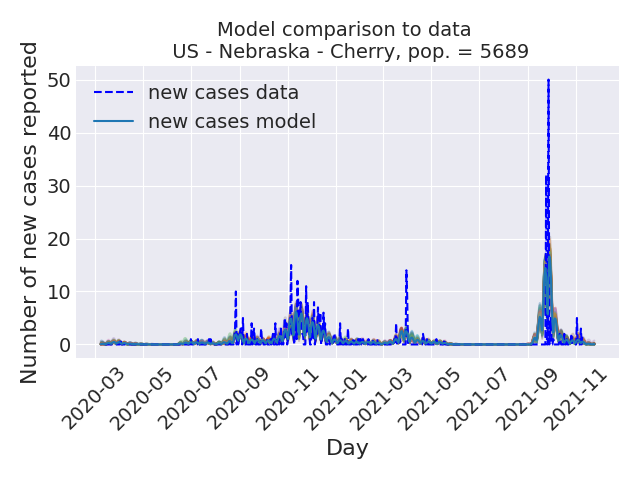 Model comparison to data
US - Nebraska - Cherry, pop. = 5689
Number of new cases reported
50
40
30
20
10
0
new cases data
new cases model
2020-03
2020-05
2020-07
2020-09
2020-11
2021-01
2021-03
2021-05
2021-07
2021-09
2021-11
Day